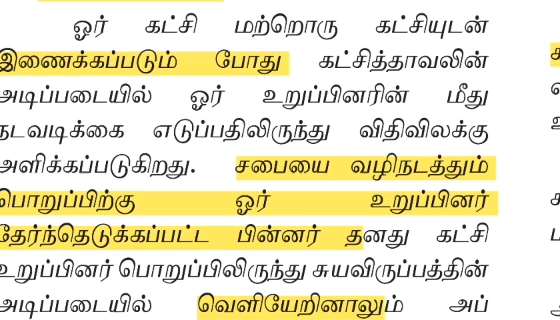 ஓர் கட்சி மற்றொரு கட்சியுடன்
இணைக்கப்படும் போது கட்சித்தாவலின்
அடிப்படையில் ஓர் உறுப்பினரின் மீது
நடவடிக்கை எடுப்பதிலிருந்து விதிவிலக்கு
அளிக்கப்படுகிறது. சபையை வழிநடத்தும்
பொறுப்பிற்கு ஓர் உறுப்பினர்
தேர்ந்தெடுக்கப்பட்ட பின்னர் தனது கட்சி
உறுப்பினர் பொறுப்பிலிருந்து சுயவிருப்பத்தின்
அடிப்படையில் வெளியேறினாலும் அப்